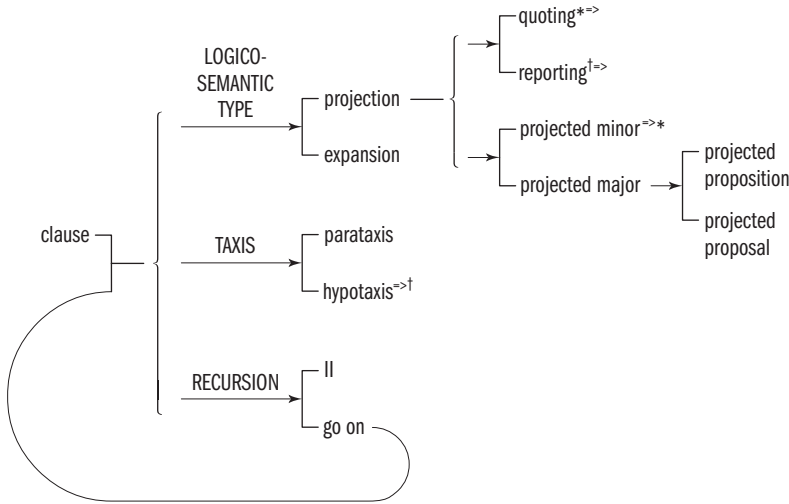 quoting*=>
LOGICO-
SEMANTIC
TYPE
reporting†=>
projection
projected minor=>*
projected
proposition
expansion
projected major
projected
proposal
clause
TAXIS
parataxis
hypotaxis=>†
RECURSION
II
go on